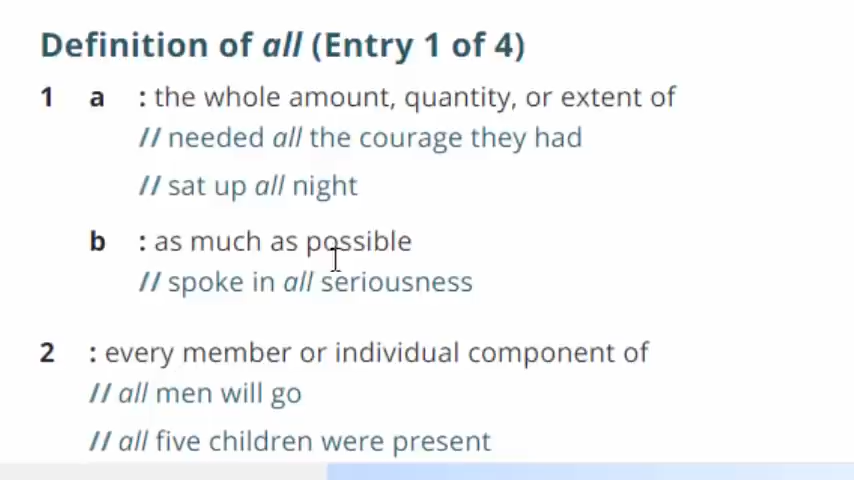 Definition of all (Entry 1 of 4)
1 a : the whole amount, quantity, or extent of
// needed all the courage they had
// sat up all night
b : as much as possible
// spoke in all seriousness
2 : every member or individual component of
// all men will go
// all five children were present